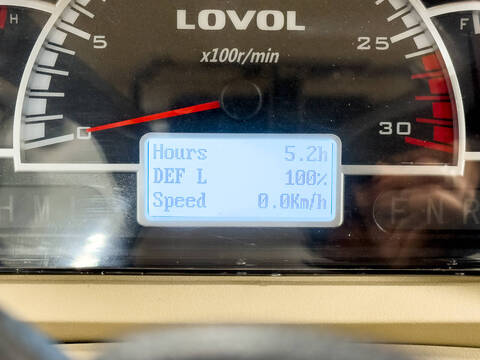 H
F
LOVOL
x100r/min
5
25
0
30
Hours 5.2h
DEF L 100%
Speed 0.0Km/h
H M
F N R